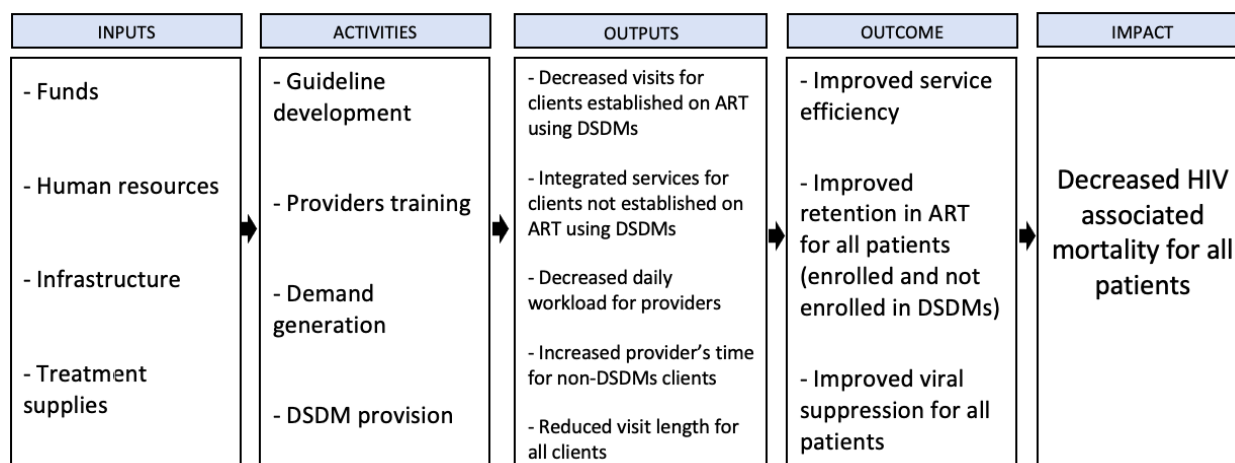 INPUTS
- Funds
- Human resources
- Infrastructure
- Treatment
supplies
ACTIVITIES
- Guideline
development
- Providers training
- Demand
generation
- DSDM provision
OUTPUTS
- Decreased visits for
clients established on ART
using DSDMs
- Integrated services for
clients not established on
ART using DSDMs
- Decreased daily
workload for providers
- Increased provider’s time
for non-DSDMs clients
- Reduced visit length for
all clients
OUTCOME
- Improved service
efficiency
- Improved
retention in ART
for all patients
(enrolled and not
enrolled in DSDMs)
- Improved viral
suppression for all
patients
IMPACT
Decreased HIV
associated
mortality for all
patients